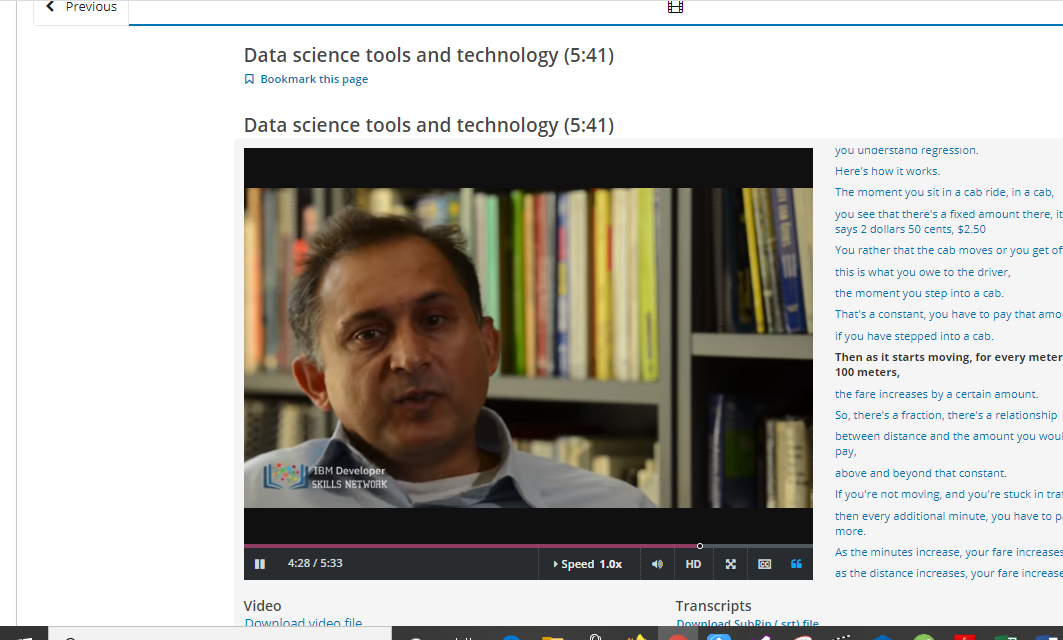 Previous
Data science tools and technology (5:41)
Bookmark this page
Data science tools and technology (5:41)
you understand regression.
Here's how it works.
The moment you sit in a cab ride, in a cab,
you see that there's a fixed amount there, it
says 2 dollars 50 cents, $2.50
You rather that the cab moves or you get of
this is what you owe to the driver,
the moment you step into a cab.
That's a constant, you have to pay that amou
if you have stepped into a cab.
Then as it starts moving, for every meter
100 meters,
the fare increases by a certain amount.
So, there's a fraction, there's a relationship
between distance and the amount you woul
pay,
above and beyond that constant.
If you're not moving, and you're stuck in tra
then every additional minute, you have to p
more.
As the minutes increase, your fare increases
as the distance increases, your fare increase
IBM Developer
SKILLS NETWORK
4:28 / 5:33
Speed 1.0x
HD
CC
Video
Download video file
Transcripts
Download SubRip (.srt) file